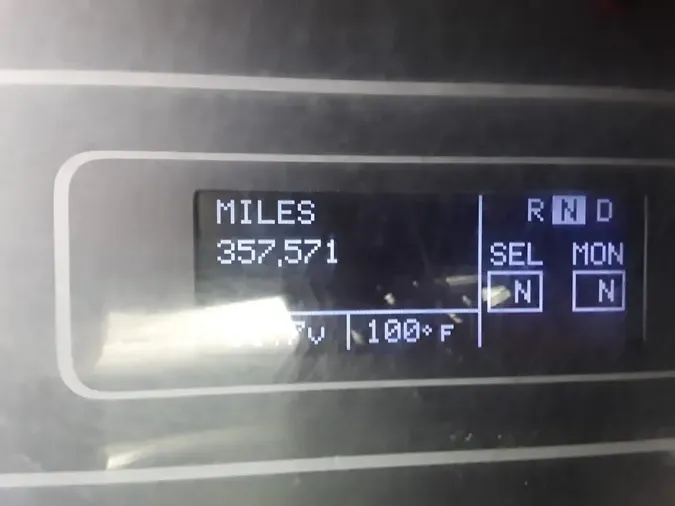 MILES
357,571
R N D
SEL MON
N N
100° F